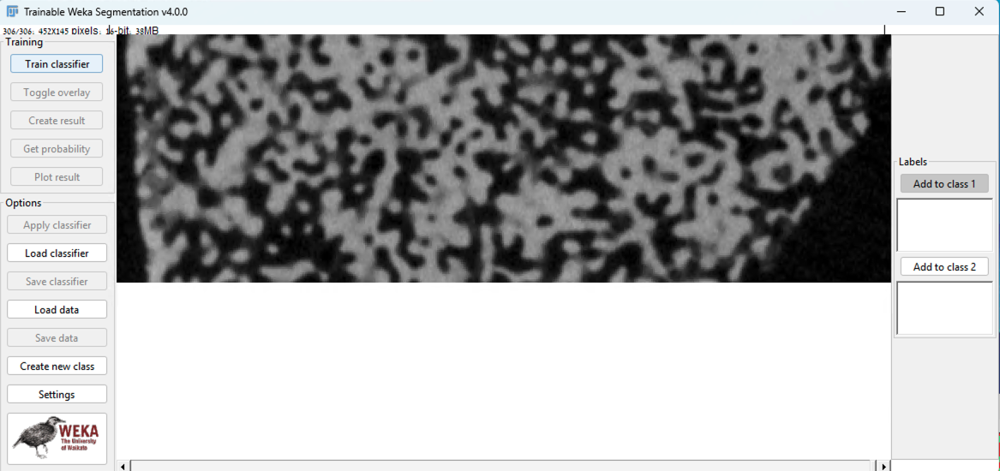 Trainable Weka Segmentation v4.0.0
306/306; 452x145 pixels; 16-bit; 38MB
Training
Train classifier
Toggle overlay
Create result
Get probability
Plot result
Options
Apply classifier
Load classifier
Save classifier
Load data
Save data
Create new class
Settings
WEKA
The University
of Waikato
Labels
Add to class 1
Add to class 2